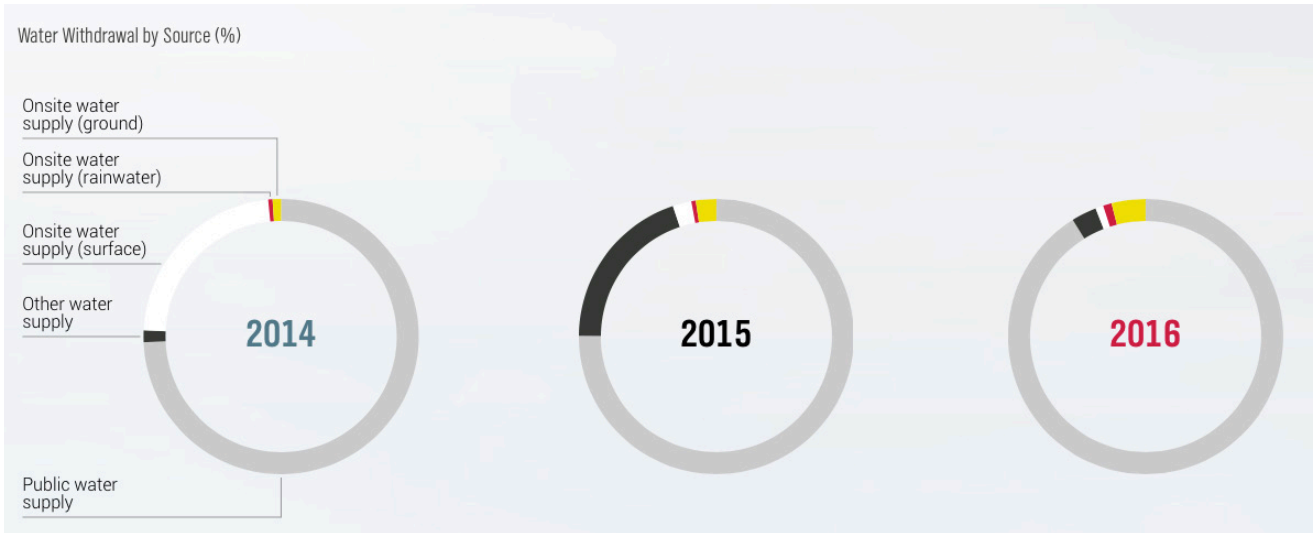 Water Withdrawal by Source (%)
Onsite water
supply (ground)
Onsite water
supply (rainwater)
Onsite water
supply (surface)
Other water
supply
2014
2015
2016
Public water
supply